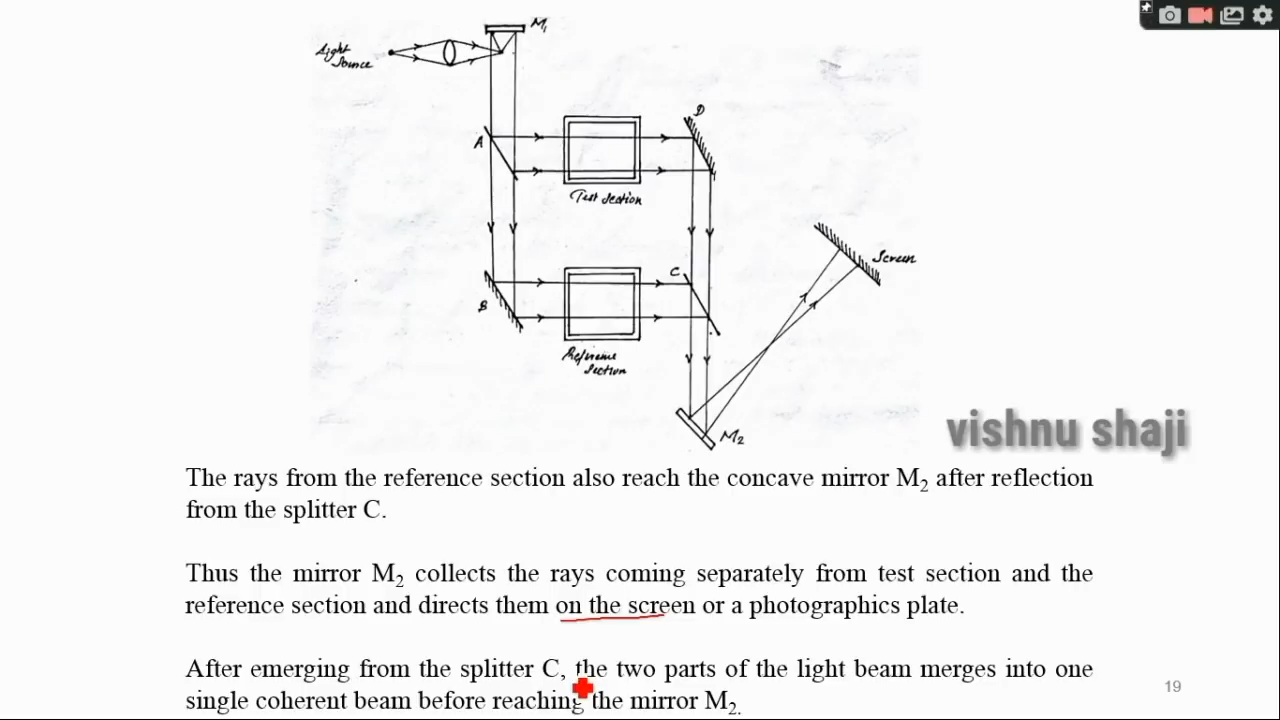 M1
Light
Source
D
A
Test Section
Screen
C
B
Reference
Section
M2
vishnu shaji
The rays from the reference section also reach the concave mirror M2 after reflection
from the splitter C.
Thus the mirror M2 collects the rays coming separately from test section and the
reference section and directs them on the screen or a photographics plate.
After emerging from the splitter C, the two parts of the light beam merges into one
single coherent beam before reaching the mirror M2.
19